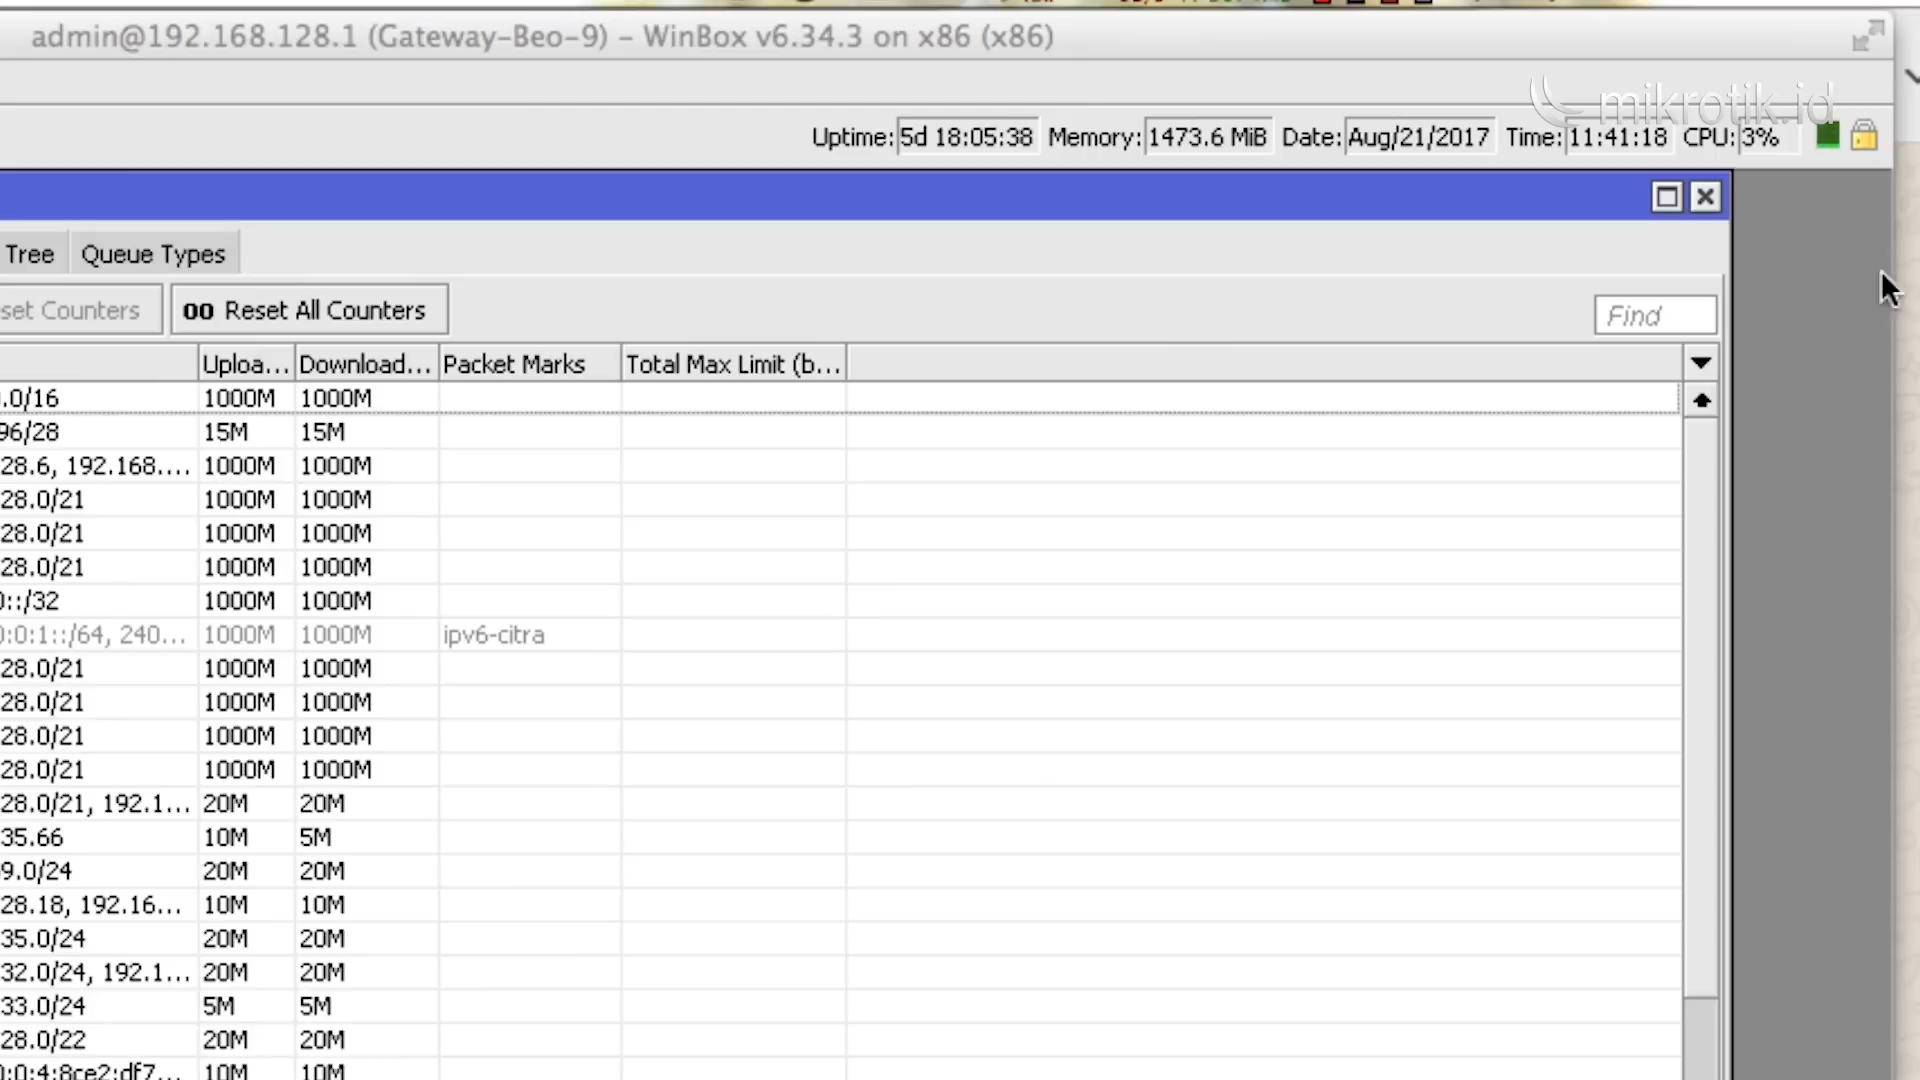 admin@192.168.128.1 (Gateway-Beo-9) - WinBox v6.34.3 on x86 (x86)
mikrotik.id
Uptime: 5d 18:05:38 Memory: 1473.6 MiB Date: Aug/21/2017 Time: 11:41:18 CPU: 3%
Tree Queue Types
set Counters 00 Reset All Counters Find
Uploa... Download... Packet Marks Total Max Limit (b...
.0/16 1000M 1000M
96/28 15M 15M
28.6, 192.168.... 1000M 1000M
28.0/21 1000M 1000M
28.0/21 1000M 1000M
28.0/21 1000M 1000M
0::/32 1000M 1000M
0:0:1::/64, 240... 1000M 1000M ipv6-citra
28.0/21 1000M 1000M
28.0/21 1000M 1000M
28.0/21 1000M 1000M
28.0/21 1000M 1000M
28.0/21, 192.1... 20M 20M
35.66 10M 5M
9.0/24 20M 20M
28.18, 192.16... 10M 10M
35.0/24 20M 20M
32.0/24, 192.1... 20M 20M
33.0/24 5M 5M
28.0/22 20M 20M
0:0:4:8ce2:df7... 10M 10M